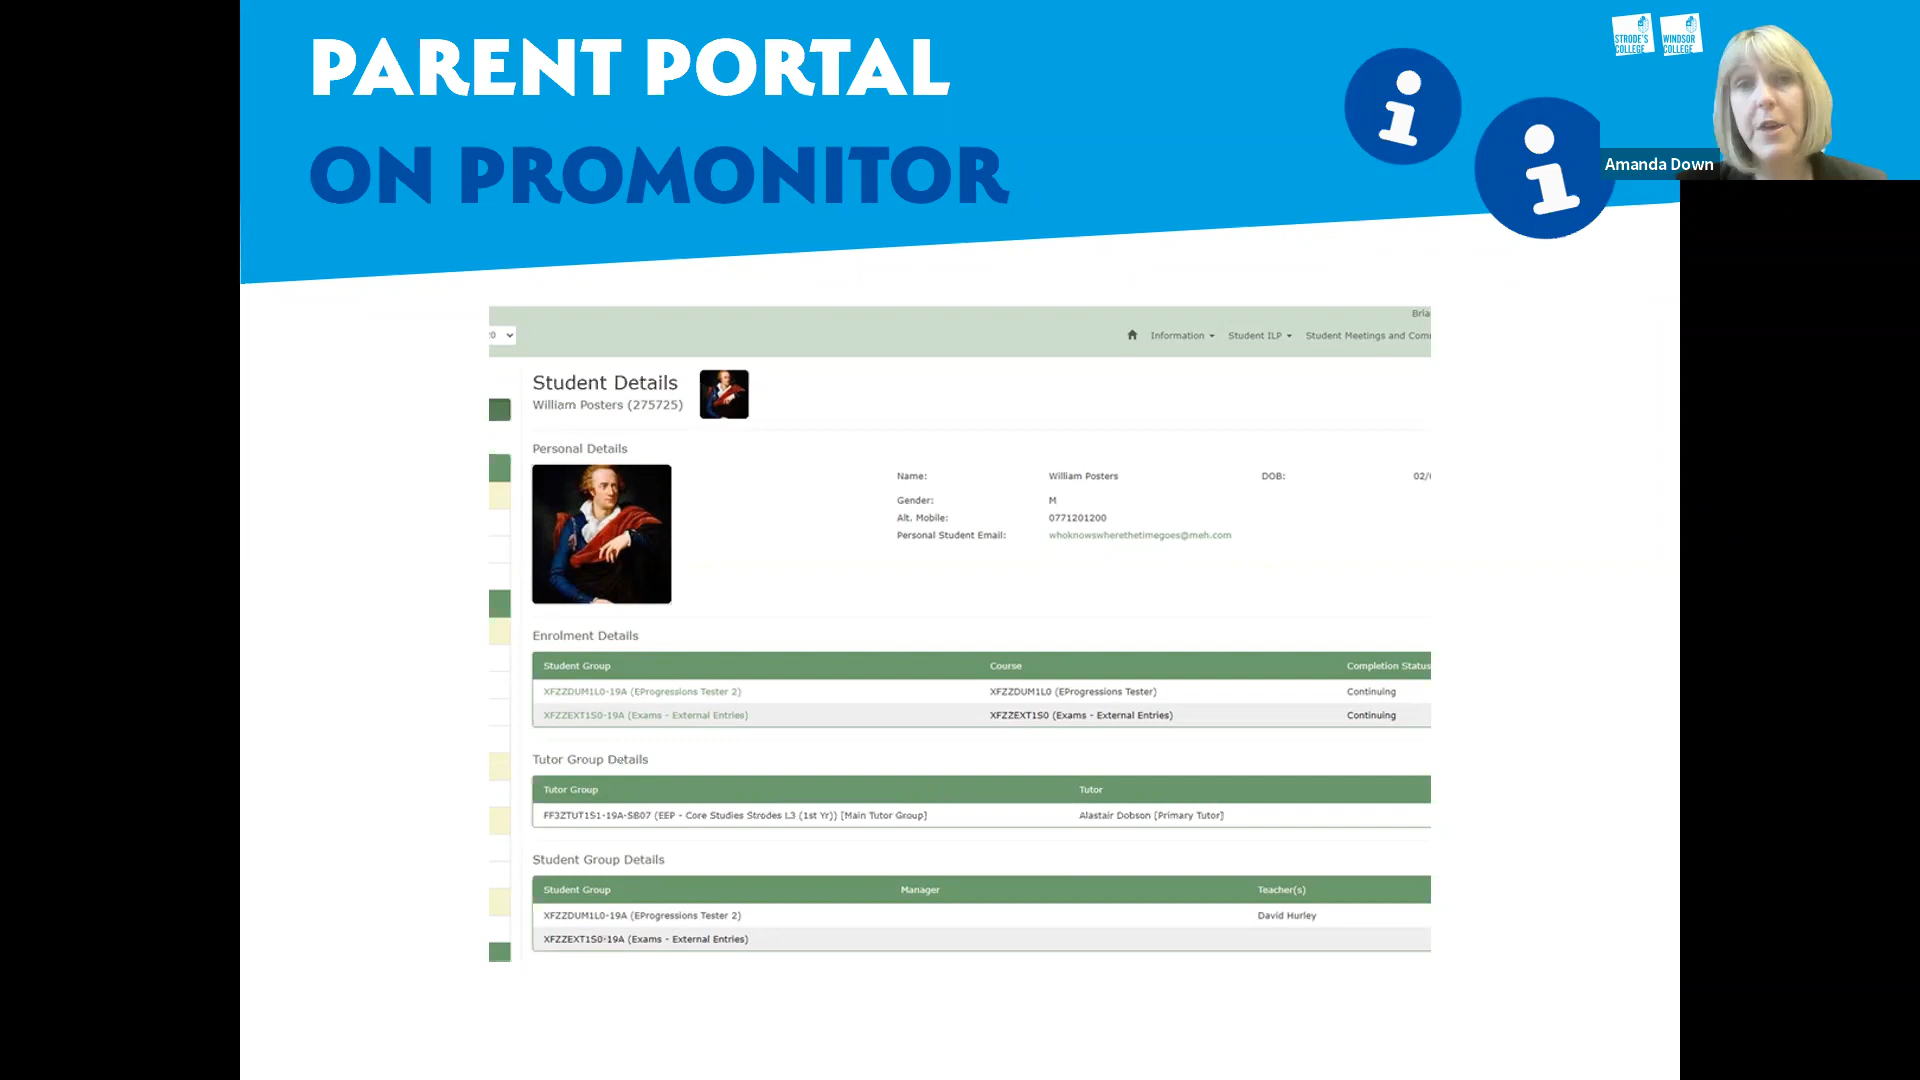 PARENT PORTAL
ON PROMONITOR
STRODE'S COLLEGE
WINDSOR COLLEGE
Amanda Down
Bria
Information
Student ILP
Student Meetings and Com
Student Details
William Posters (275725)
Personal Details
Name: William Posters DOB: 02/
Gender: M
Alt. Mobile: 0771201200
Personal Student Email: whoknowswherethetimegoes@meh.com
Enrolment Details
Student Group Course Completion Status
XFZZDUM1L0-19A (EProgressions Tester 2) XFZZDUM1L0 (EProgressions Tester) Continuing
XFZZEXT1S0-19A (Exams - External Entries) XFZZEXT1S0 (Exams - External Entries) Continuing
Tutor Group Details
Tutor Group Tutor
FF3ZTUT1S1-19A-SB07 (EEP - Core Studies Strodes L3 (1st Yr)) [Main Tutor Group] Alastair Dobson [Primary Tutor]
Student Group Details
Student Group Manager Teacher(s)
XFZZDUM1L0-19A (EProgressions Tester 2) David Hurley
XFZZEXT1S0-19A (Exams - External Entries)